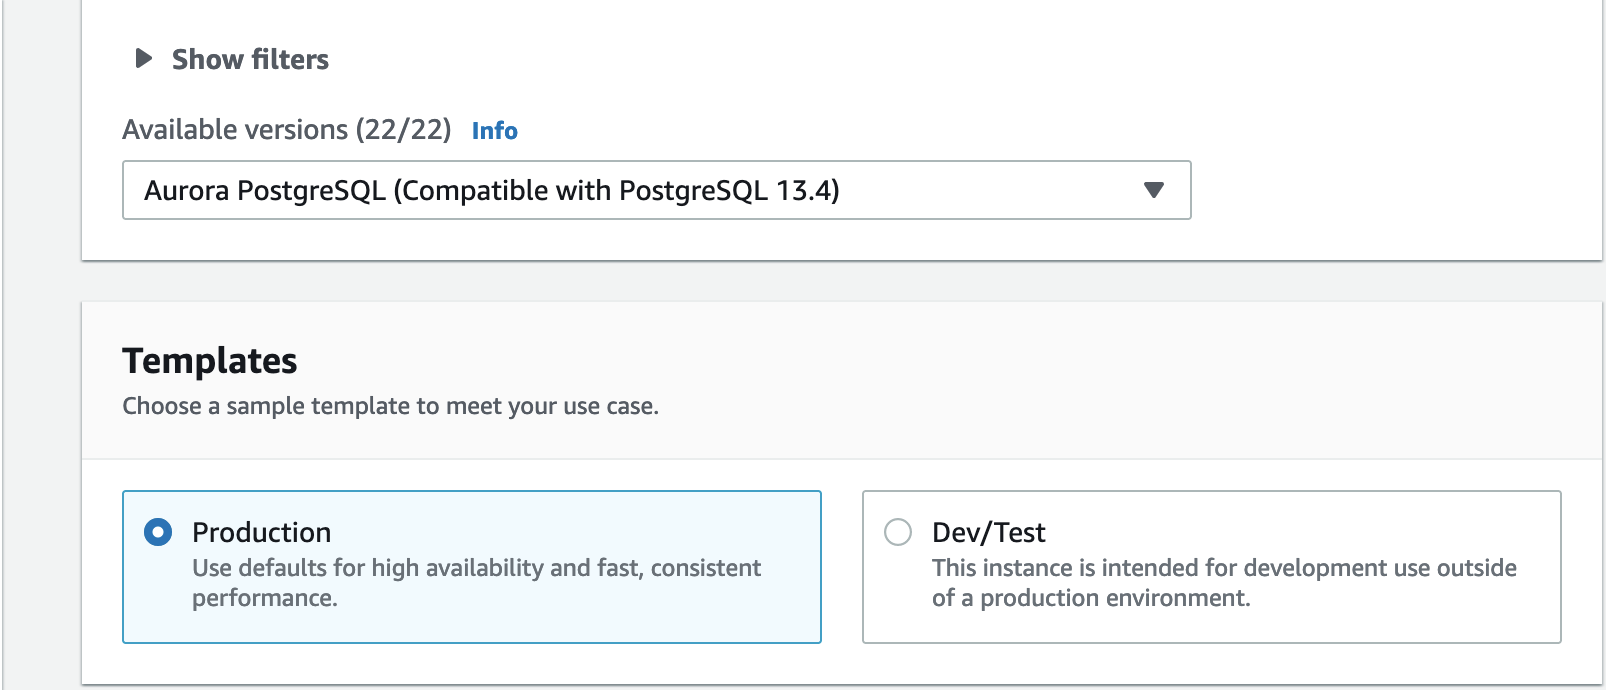 Show filters
Available versions (22/22) Info
Aurora PostgreSQL (Compatible with PostgreSQL 13.4)
Templates
Choose a sample template to meet your use case.
Production
Use defaults for high availability and fast, consistent
performance.
Dev/Test
This instance is intended for development use outside
of a production environment.